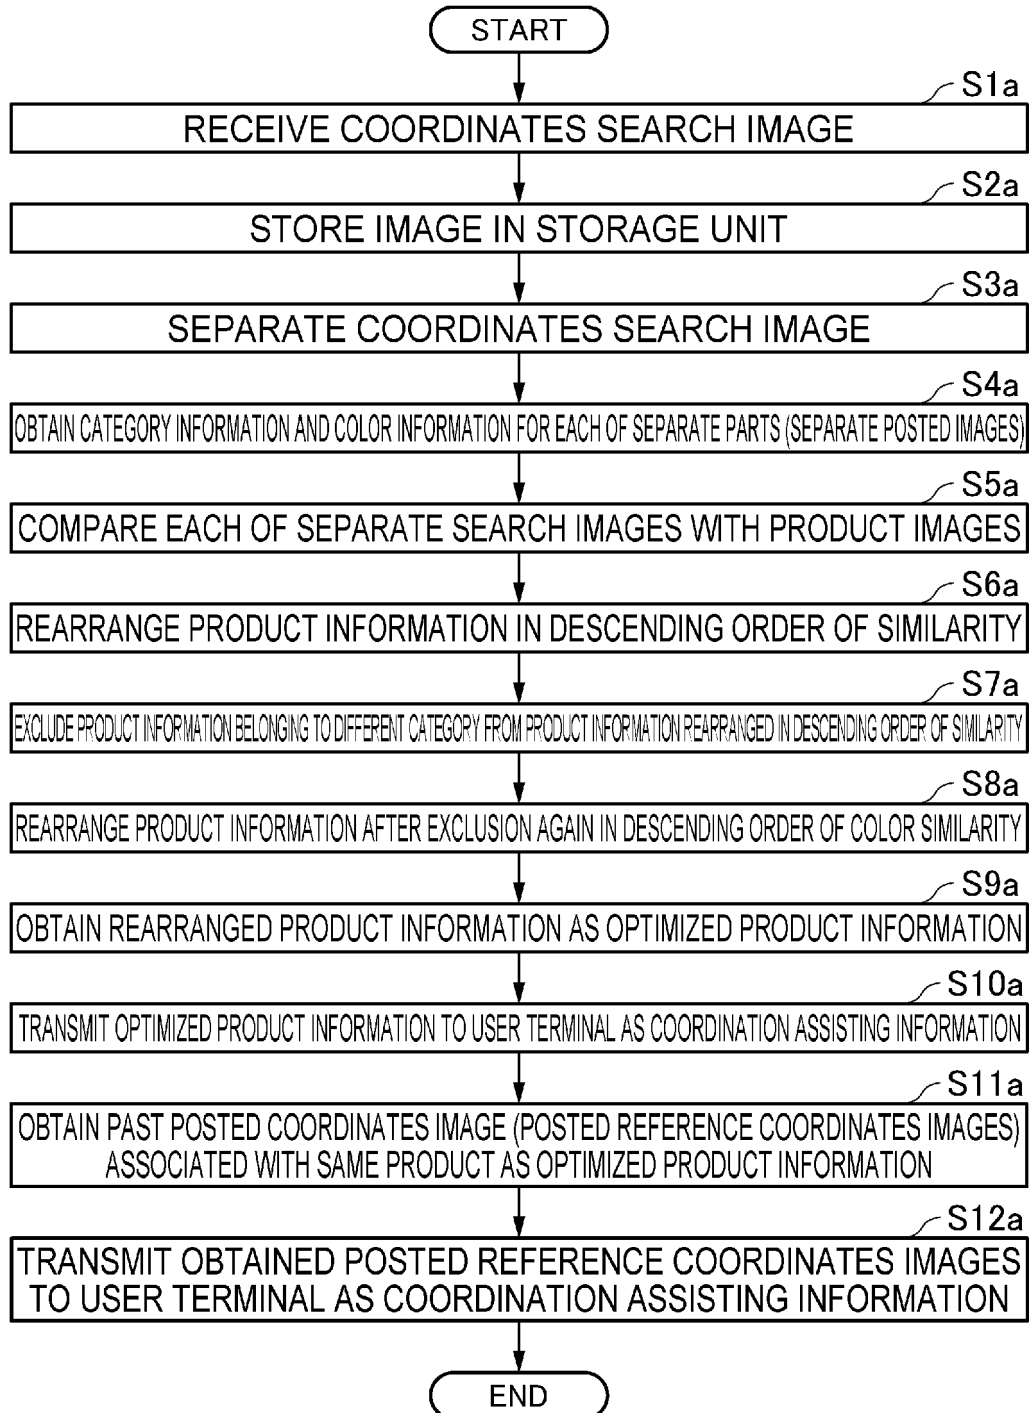 START
S1a
RECEIVE COORDINATES SEARCH IMAGE
S2a
STORE IMAGE IN STORAGE UNIT
S3a
SEPARATE COORDINATES SEARCH IMAGE
S4a
OBTAIN CATEGORY INFORMATION AND COLOR INFORMATION FOR EACH OF SEPARATE PARTS (SEPARATE POSTED IMAGES)
S5a
COMPARE EACH OF SEPARATE SEARCH IMAGES WITH PRODUCT IMAGES
S6a
REARRANGE PRODUCT INFORMATION IN DESCENDING ORDER OF SIMILARITY
S7a
EXCLUDE PRODUCT INFORMATION BELONGING TO DIFFERENT CATEGORY FROM PRODUCT INFORMATION REARRANGED IN DESCENDING ORDER OF SIMILARITY
S8a
REARRANGE PRODUCT INFORMATION AFTER EXCLUSION AGAIN IN DESCENDING ORDER OF COLOR SIMILARITY
S9a
OBTAIN REARRANGED PRODUCT INFORMATION AS OPTIMIZED PRODUCT INFORMATION
S10a
TRANSMIT OPTIMIZED PRODUCT INFORMATION TO USER TERMINAL AS COORDINATION ASSISTING INFORMATION
S11a
OBTAIN PAST POSTED COORDINATES IMAGE (POSTED REFERENCE COORDINATES IMAGES)
ASSOCIATED WITH SAME PRODUCT AS OPTIMIZED PRODUCT INFORMATION
S12a
TRANSMIT OBTAINED POSTED REFERENCE COORDINATES IMAGES
TO USER TERMINAL AS COORDINATION ASSISTING INFORMATION
END